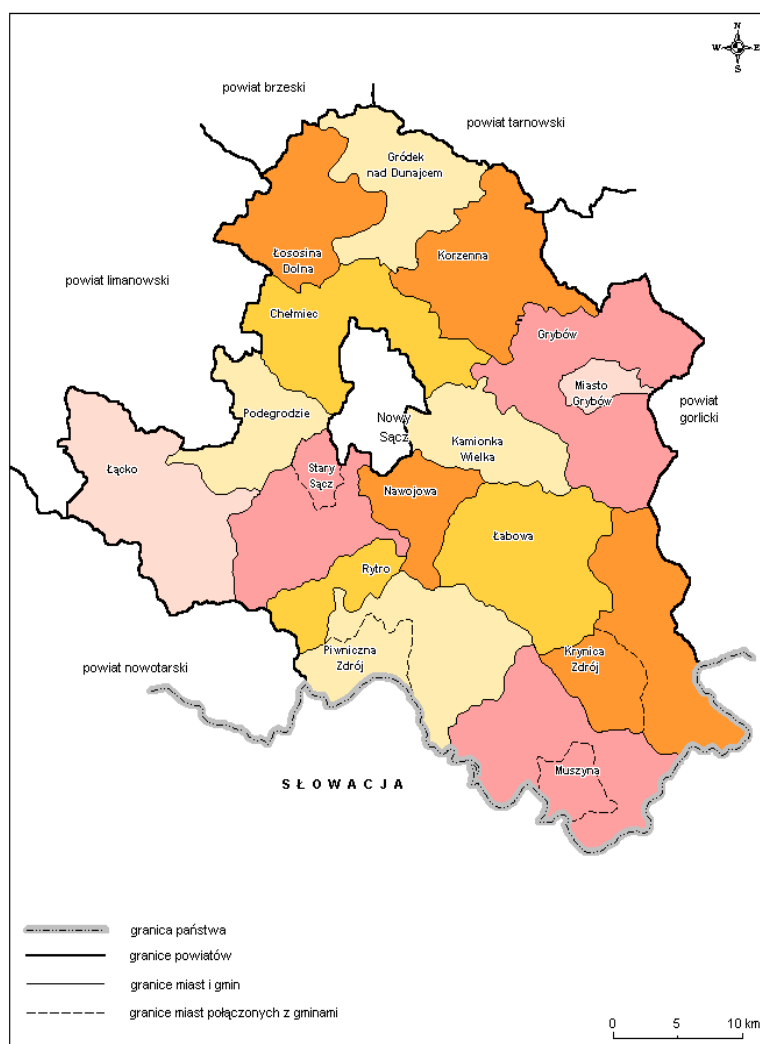 N
W E
S
powiat brzeski
powiat tarnowski
Gródek
nad Dunajcem
Łososina
Dolna
Korzenna
powiat limanowski
Chełmiec
Grybów
Miasto
Grybów
powiat
gorlicki
Podegrodzie
Nowy
Sącz
Kamionka
Wielka
Łącko
Stary
Sącz
Nawojowa
Łabowa
Rytro
Piwniczna
Zdrój
Krynica
Zdrój
powiat nowotarski
Muszyna
SŁOWACJA
granica państwa
granice powiatów
granice miast i gmin
granice miast połączonych z gminami
0 5 10 km